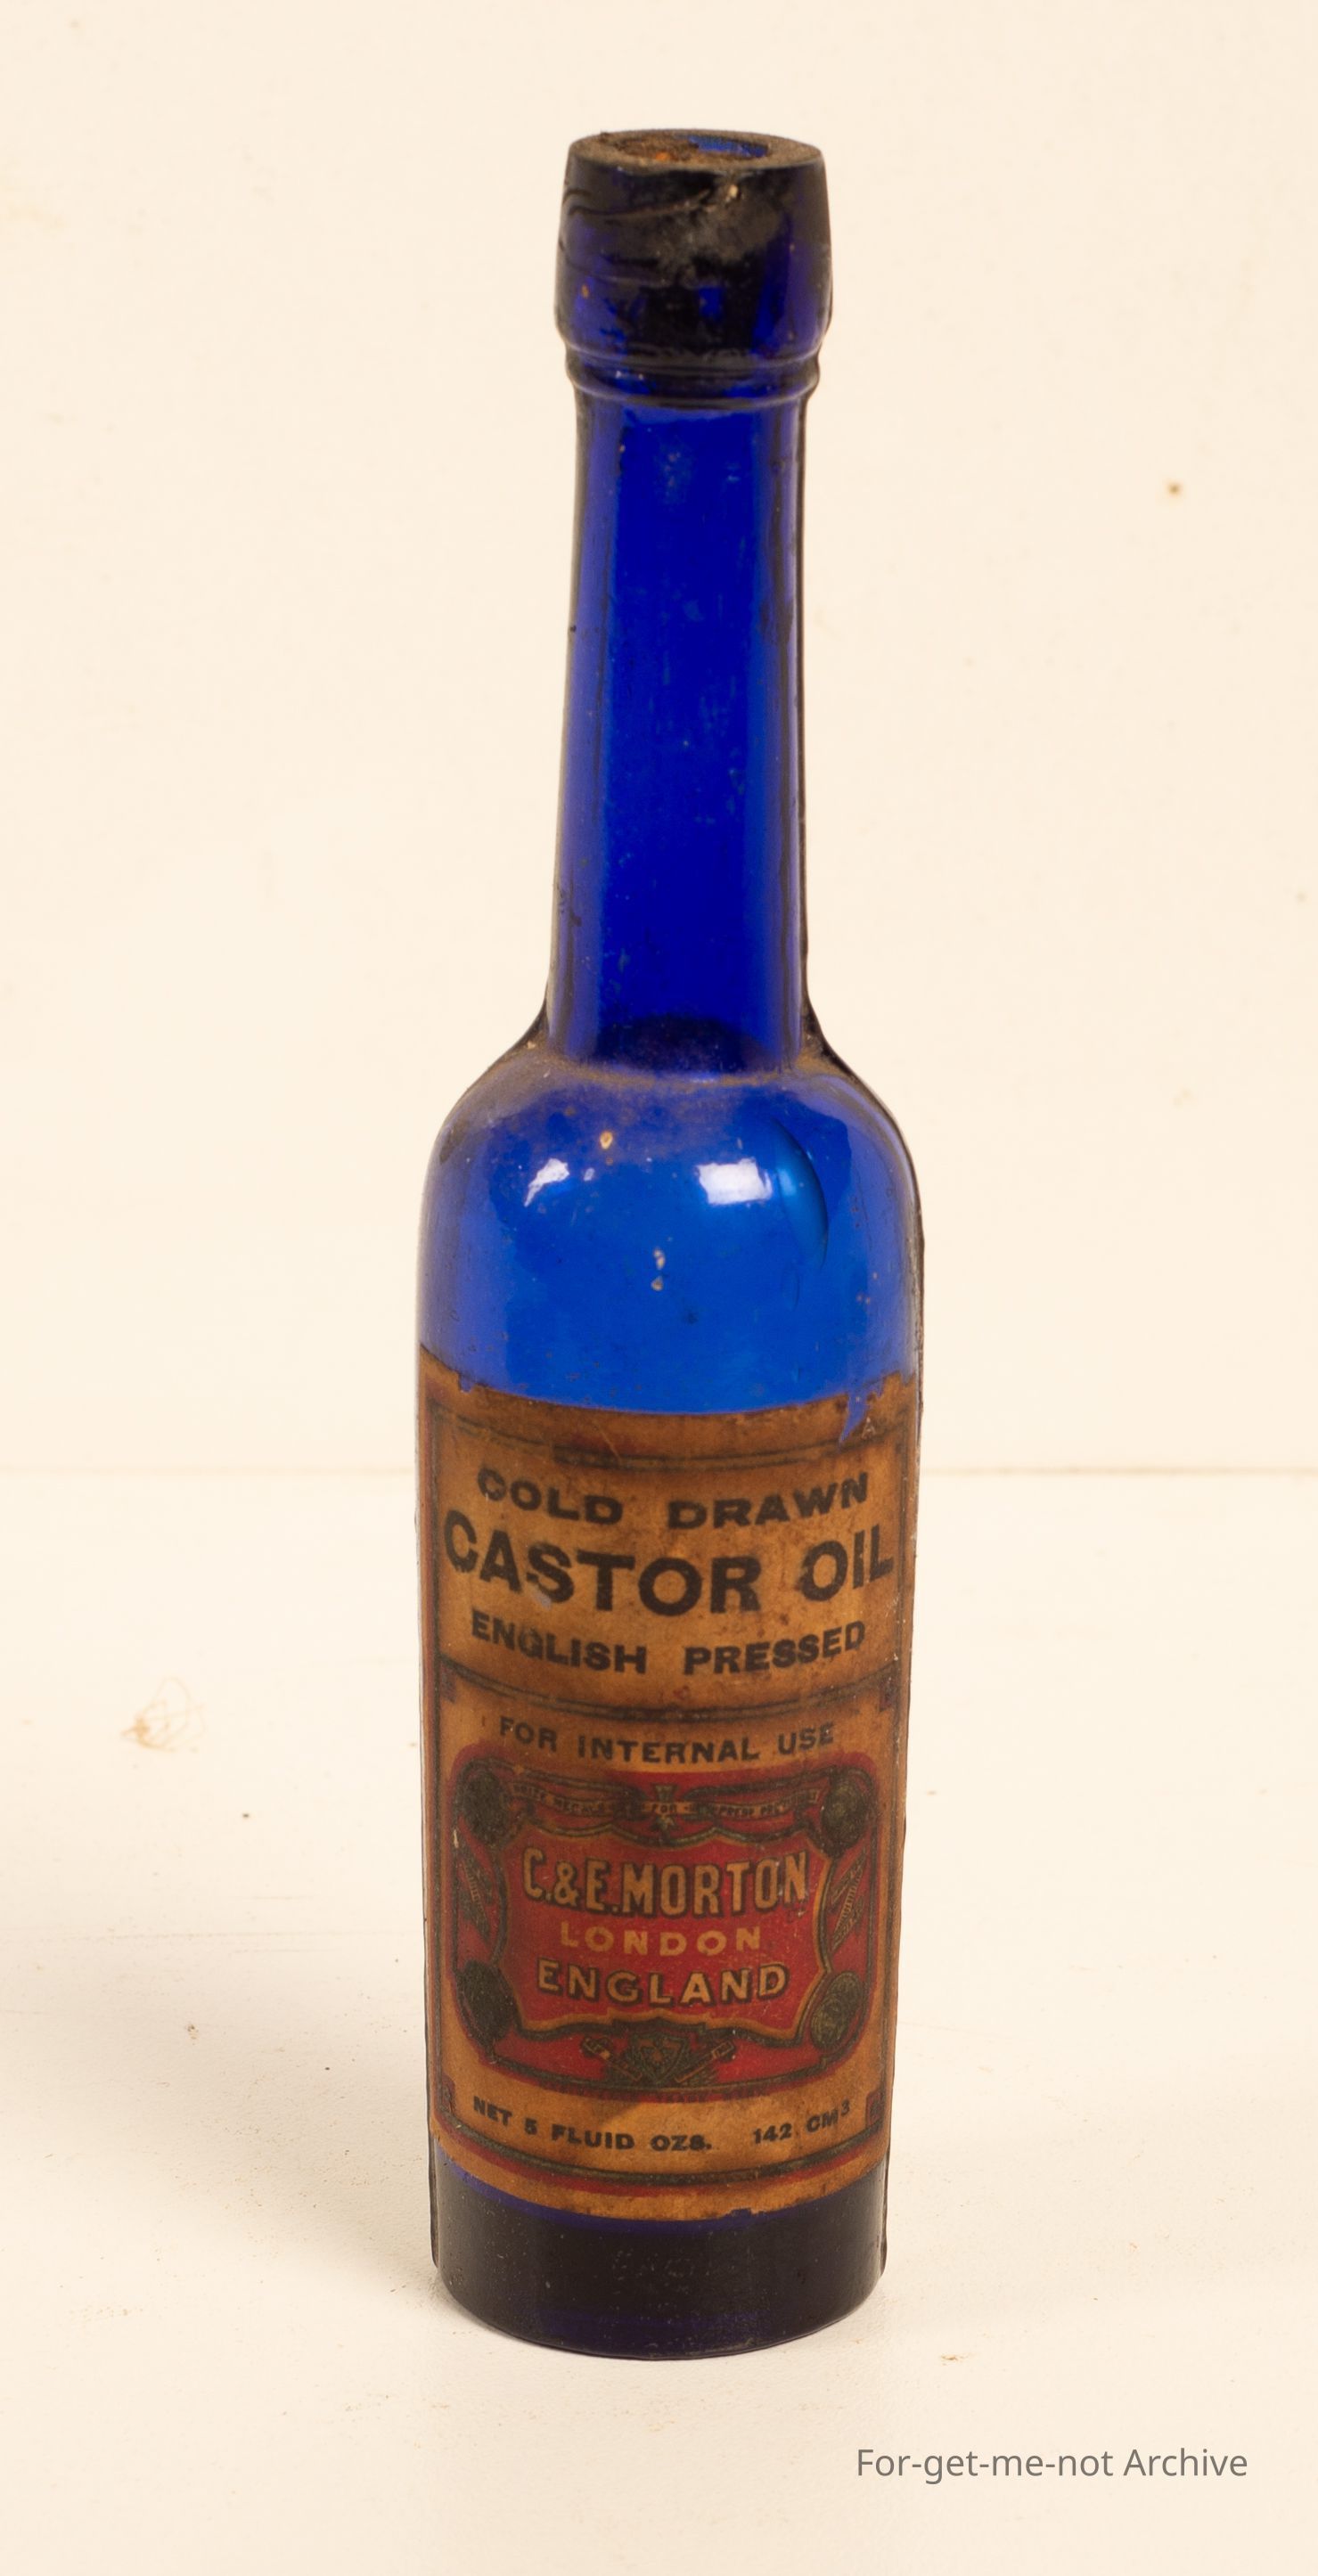 COLD DRAWN
CASTOR OIL
ENGLISH PRESSED
FOR INTERNAL USE
FOR
C.&E.MORTON
LONDON
ENGLAND
NET 5 FLUID OZS. 142 CM³
For-get-me-not Archive